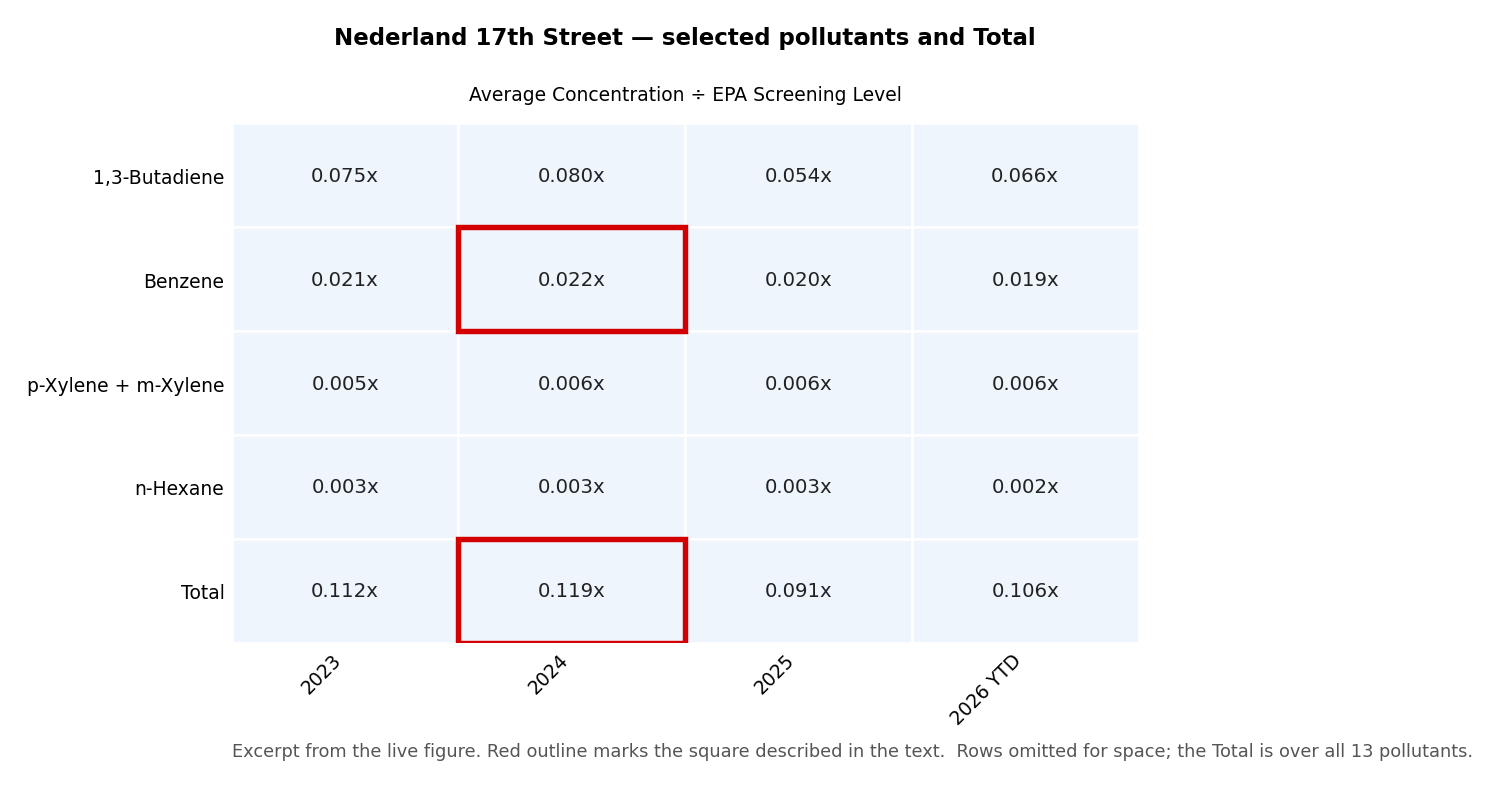 Nederland 17th Street — selected pollutants and Total
Average Concentration ÷ EPA Screening Level
1,3-Butadiene 0.075x 0.080x 0.054x 0.066x
Benzene 0.021x 0.022x 0.020x 0.019x
p-Xylene + m-Xylene 0.005x 0.006x 0.006x 0.006x
n-Hexane 0.003x 0.003x 0.003x 0.002x
Total 0.112x 0.119x 0.091x 0.106x
2023 2024 2025 2026 YTD
Excerpt from the live figure. Red outline marks the square described in the text.  Rows omitted for space; the Total is over all 13 pollutants.